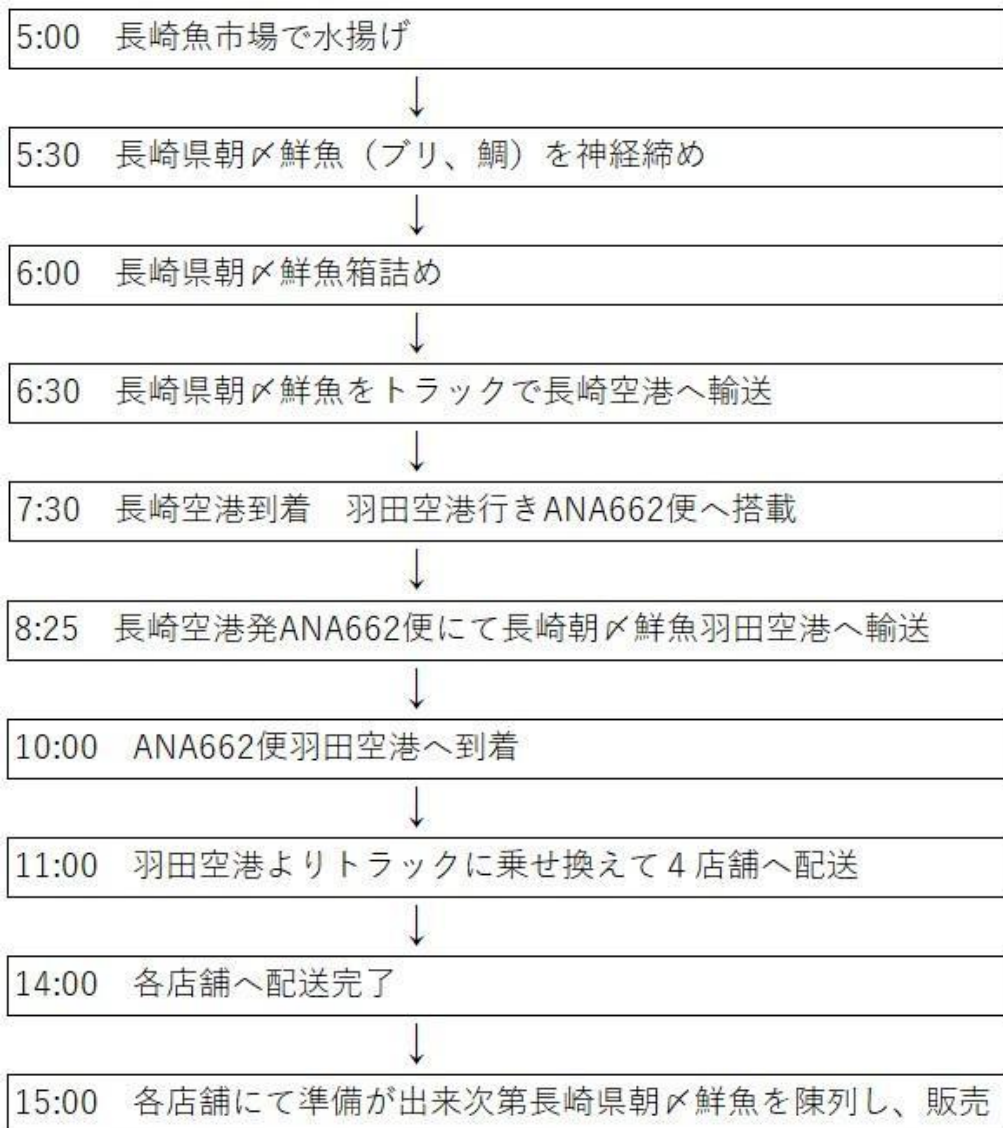 5:00 長崎魚市場で水揚げ
↓
5:30 長崎県朝〆鮮魚（ブリ、鯛）を神経締め
↓
6:00 長崎県朝〆鮮魚箱詰め
↓
6:30 長崎県朝〆鮮魚をトラックで長崎空港へ輸送
↓
7:30 長崎空港到着 羽田空港行きANA662便へ搭載
↓
8:25 長崎空港発ANA662便にて長崎朝〆鮮魚羽田空港へ輸送
↓
10:00 ANA662便羽田空港へ到着
↓
11:00 羽田空港よりトラックに乗せ換えて４店舗へ配送
↓
14:00 各店舗へ配送完了
↓
15:00 各店舗にて準備が出来次第長崎県朝〆鮮魚を陳列し、販売